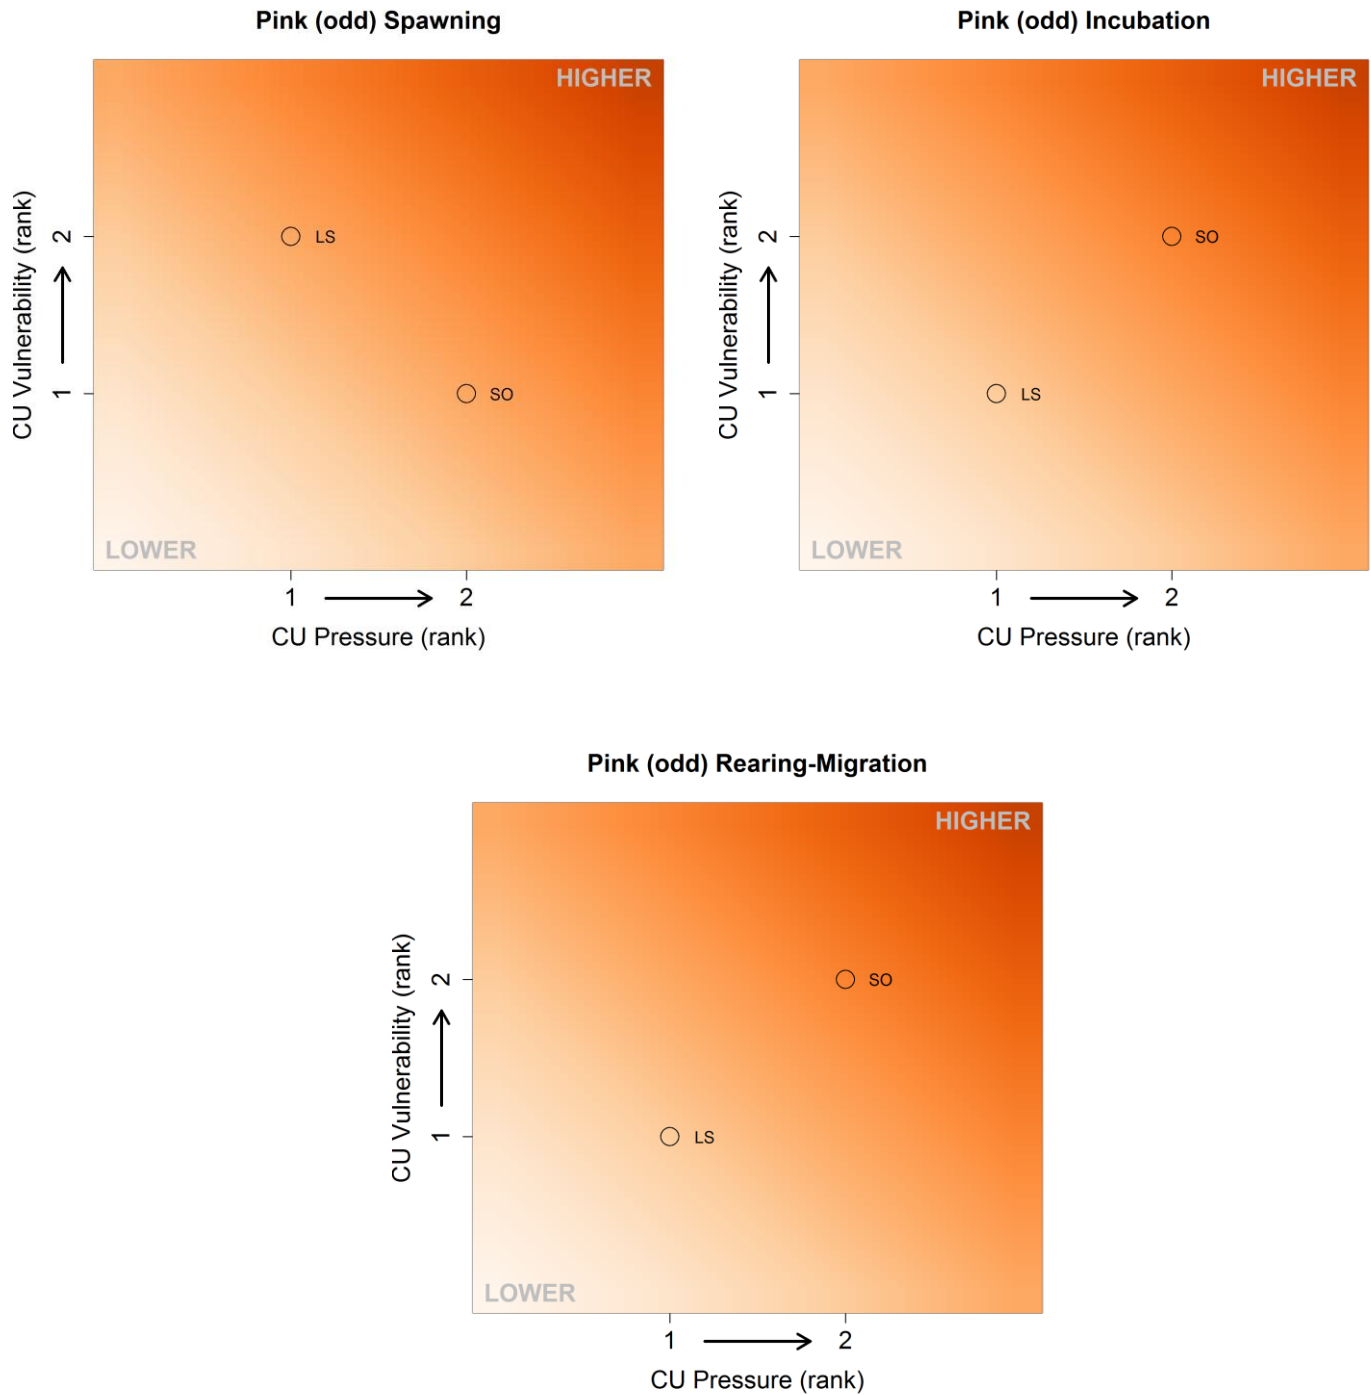 Pink (odd) Spawning
HIGHER
CU Vulnerability (rank)
2
1
LS
SO
LOWER
1 2
CU Pressure (rank)
Pink (odd) Incubation
HIGHER
CU Vulnerability (rank)
2
1
SO
LS
LOWER
1 2
CU Pressure (rank)
Pink (odd) Rearing-Migration
HIGHER
CU Vulnerability (rank)
2
1
SO
LS
LOWER
1 2
CU Pressure (rank)